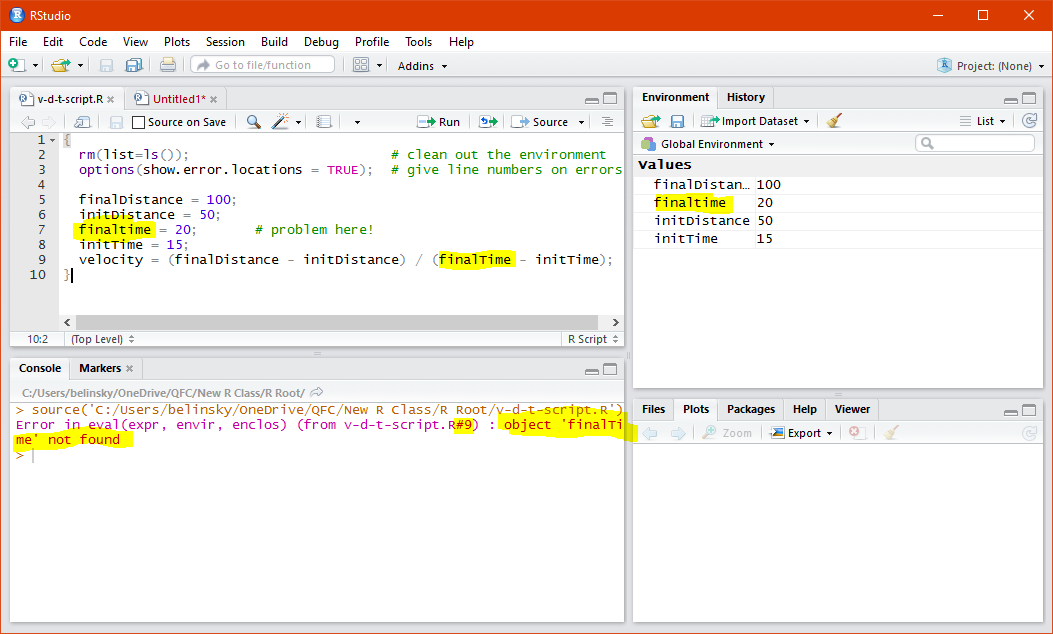 RStudio
File Edit Code View Plots Session Build Debug Profile Tools Help
Go to file/function Addins Project: (None)
v-d-t-script.R Untitled1*
Source on Save Run Source
1 {
2 rm(list=ls()); # clean out the environment
3 options(show.error.locations = TRUE); # give line numbers on errors
4
5 finalDistance = 100;
6 initDistance = 50;
7 finaltime = 20; # problem here!
8 initTime = 15;
9 velocity = (finalDistance - initDistance) / (finalTime - initTime);
10 }
10:2 (Top Level) R Script
Console Markers
C:/Users/belinsky/OneDrive/QFC/New R Class/R Root/
> source('C:/Users/belinsky/OneDrive/QFC/New R Class/R Root/v-d-t-script.R')
Error in eval(expr, envir, enclos) (from v-d-t-script.R#9) : object 'finalTi
me' not found
>
Environment History
Import Dataset List
Global Environment
Values
finalDistan… 100
finaltime 20
initDistance 50
initTime 15
Files Plots Packages Help Viewer
Zoom Export